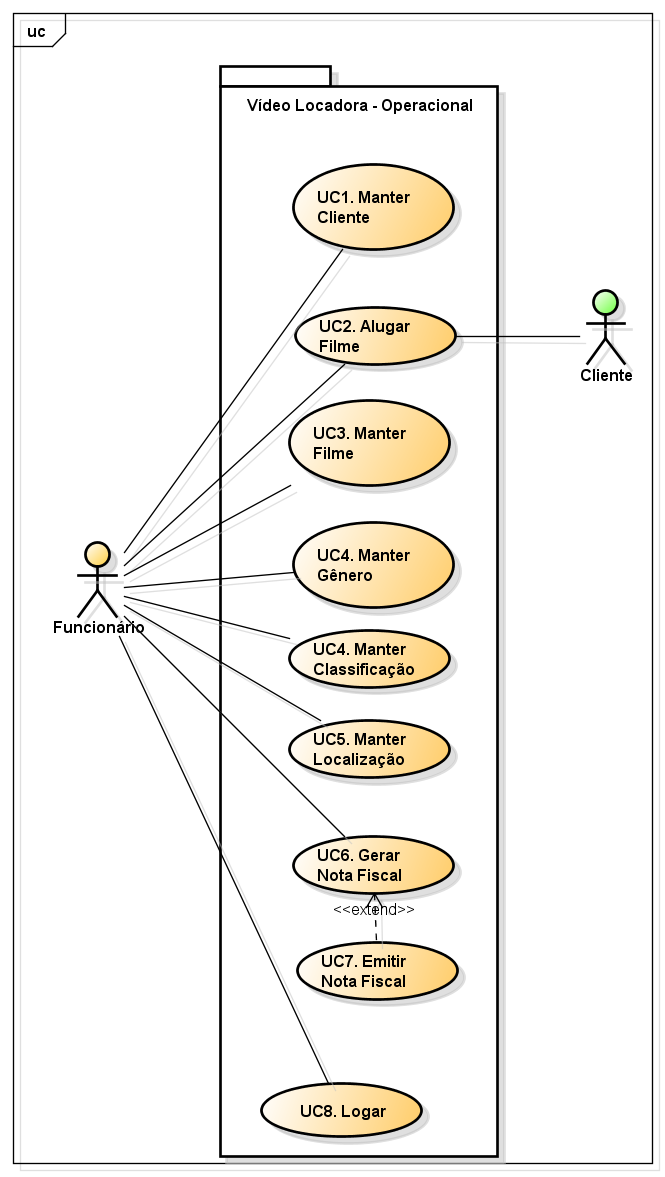 uc
Vídeo Locadora - Operacional
UC1. Manter
Cliente
UC2. Alugar
Filme
Cliente
UC3. Manter
Filme
UC4. Manter
Gênero
Funcionário
UC4. Manter
Classificação
UC5. Manter
Localização
UC6. Gerar
Nota Fiscal
<<extend>>
UC7. Emitir
Nota Fiscal
UC8. Logar